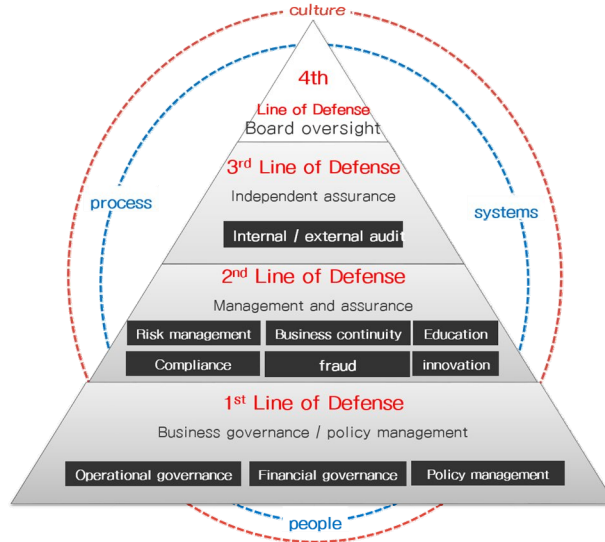 culture
4th
Line of Defense
Board oversight
3rd Line of Defense
Independent assurance
process
systems
Internal / external audit
2nd Line of Defense
Management and assurance
Risk management Business continuity Education
Compliance fraud innovation
1st Line of Defense
Business governance / policy management
Operational governance Financial governance Policy management
people